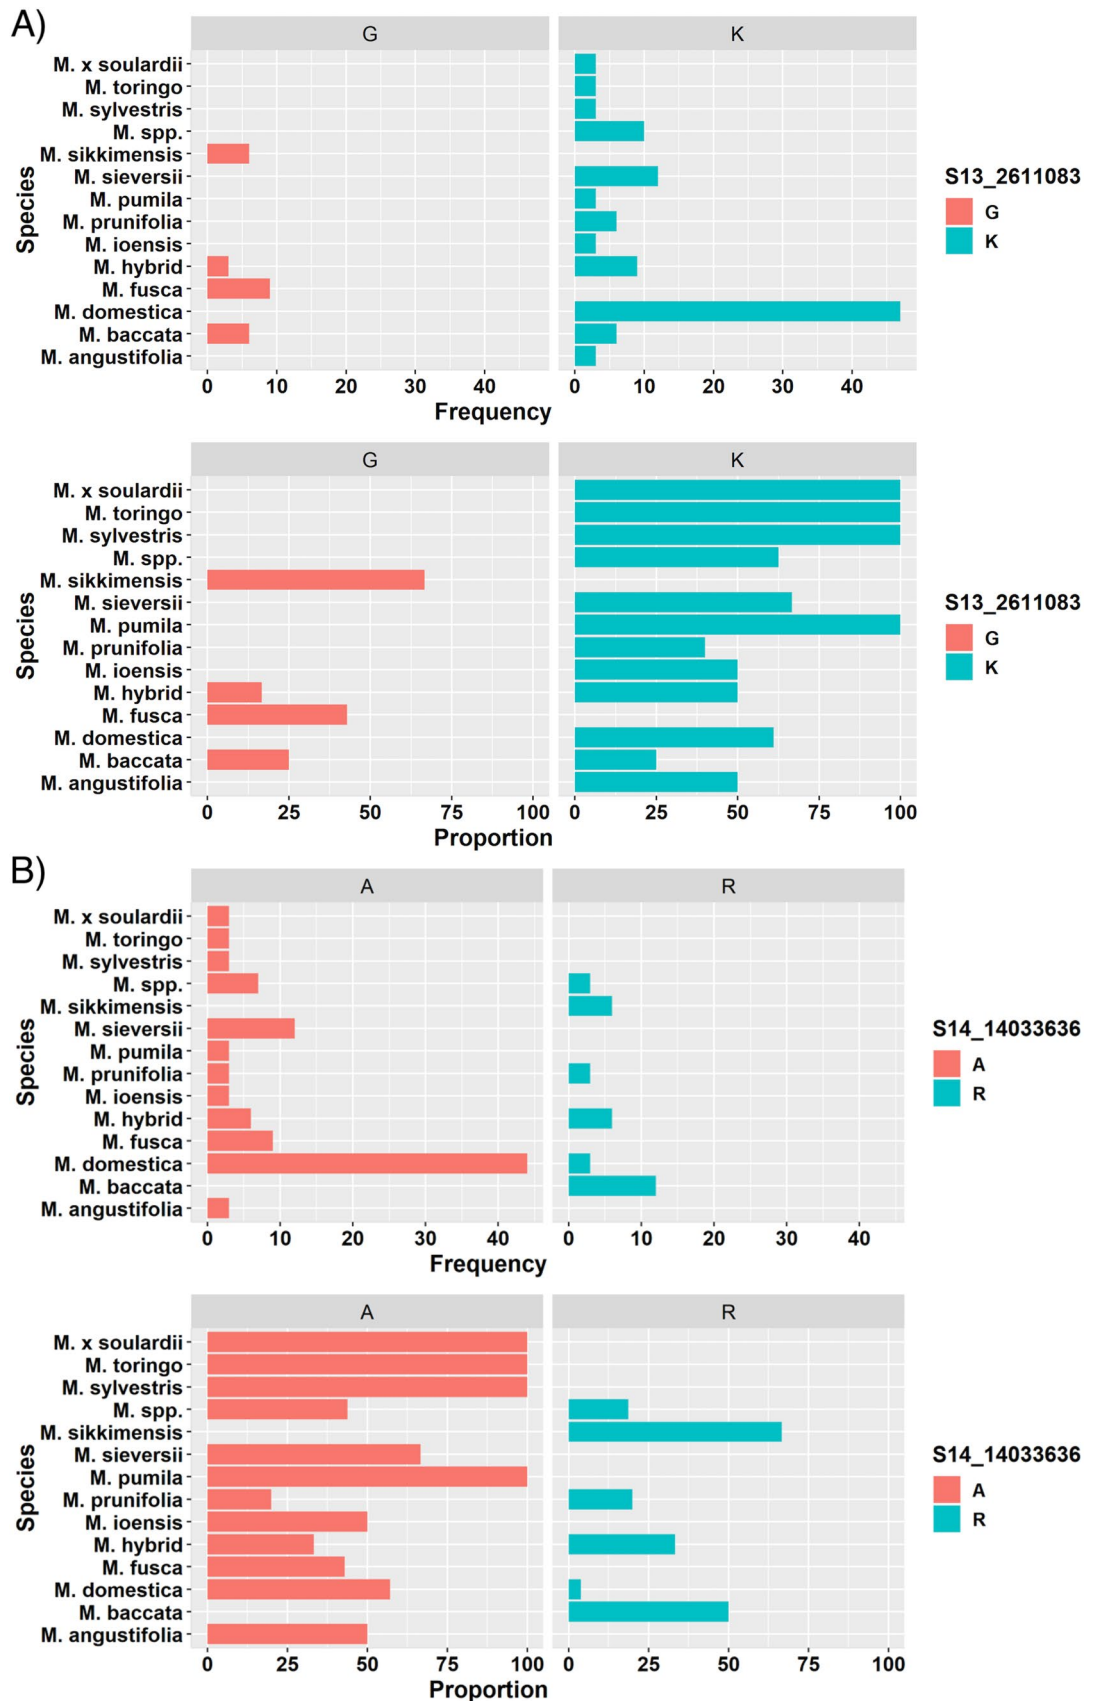 A)
G K
M. x soulardii
M. toringo
M. sylvestris
M. spp.
M. sikkimensis
M. sieversii
M. pumila
M. prunifolia
M. ioensis
M. hybrid
M. fusca
M. domestica
M. baccata
M. angustifolia
Species
0 10 20 30 40 0 10 20 30 40
Frequency
S13_2611083
G
K
G K
M. x soulardii
M. toringo
M. sylvestris
M. spp.
M. sikkimensis
M. sieversii
M. pumila
M. prunifolia
M. ioensis
M. hybrid
M. fusca
M. domestica
M. baccata
M. angustifolia
Species
0 25 50 75 100 0 25 50 75 100
Proportion
S13_2611083
G
K
B)
A R
M. x soulardii
M. toringo
M. sylvestris
M. spp.
M. sikkimensis
M. sieversii
M. pumila
M. prunifolia
M. ioensis
M. hybrid
M. fusca
M. domestica
M. baccata
M. angustifolia
Species
0 10 20 30 40 0 10 20 30 40
Frequency
S14_14033636
A
R
A R
M. x soulardii
M. toringo
M. sylvestris
M. spp.
M. sikkimensis
M. sieversii
M. pumila
M. prunifolia
M. ioensis
M. hybrid
M. fusca
M. domestica
M. baccata
M. angustifolia
Species
0 25 50 75 100 0 25 50 75 100
Proportion
S14_14033636
A
R